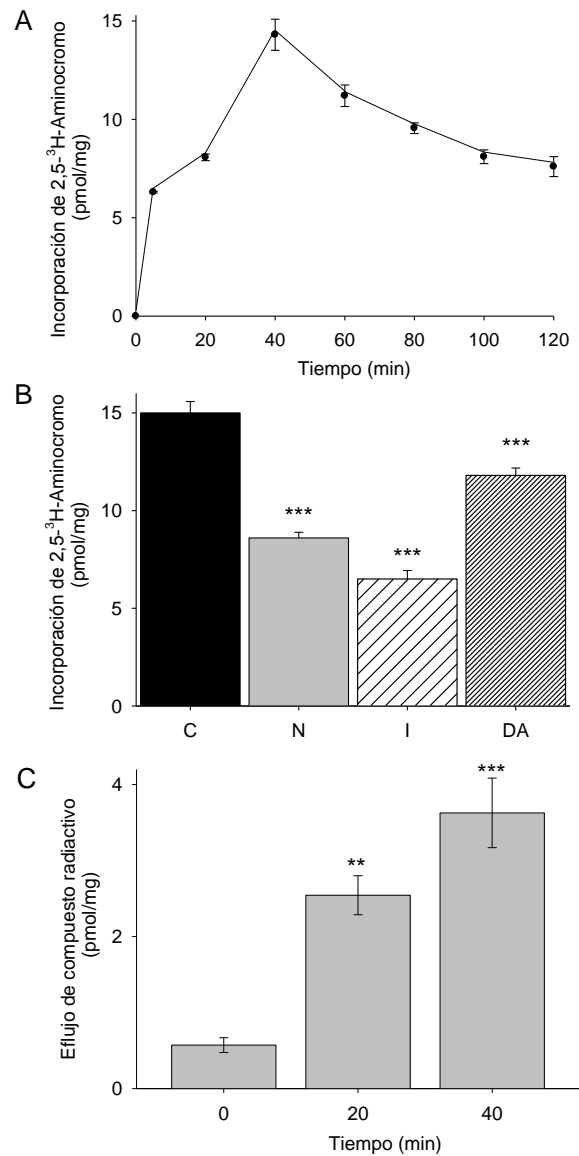 A
Incorporación de 2,5-³H-Aminocromo
(pmol/mg)
15
10
5
0
0 20 40 60 80 100 120
Tiempo (min)
B
Incorporación de 2,5-³H-Aminocromo
(pmol/mg)
15
10
5
0
***
***
***
C N I DA
C
Eflujo de compuesto radiactivo
(pmol/mg)
4
2
0
**
***
0 20 40
Tiempo (min)